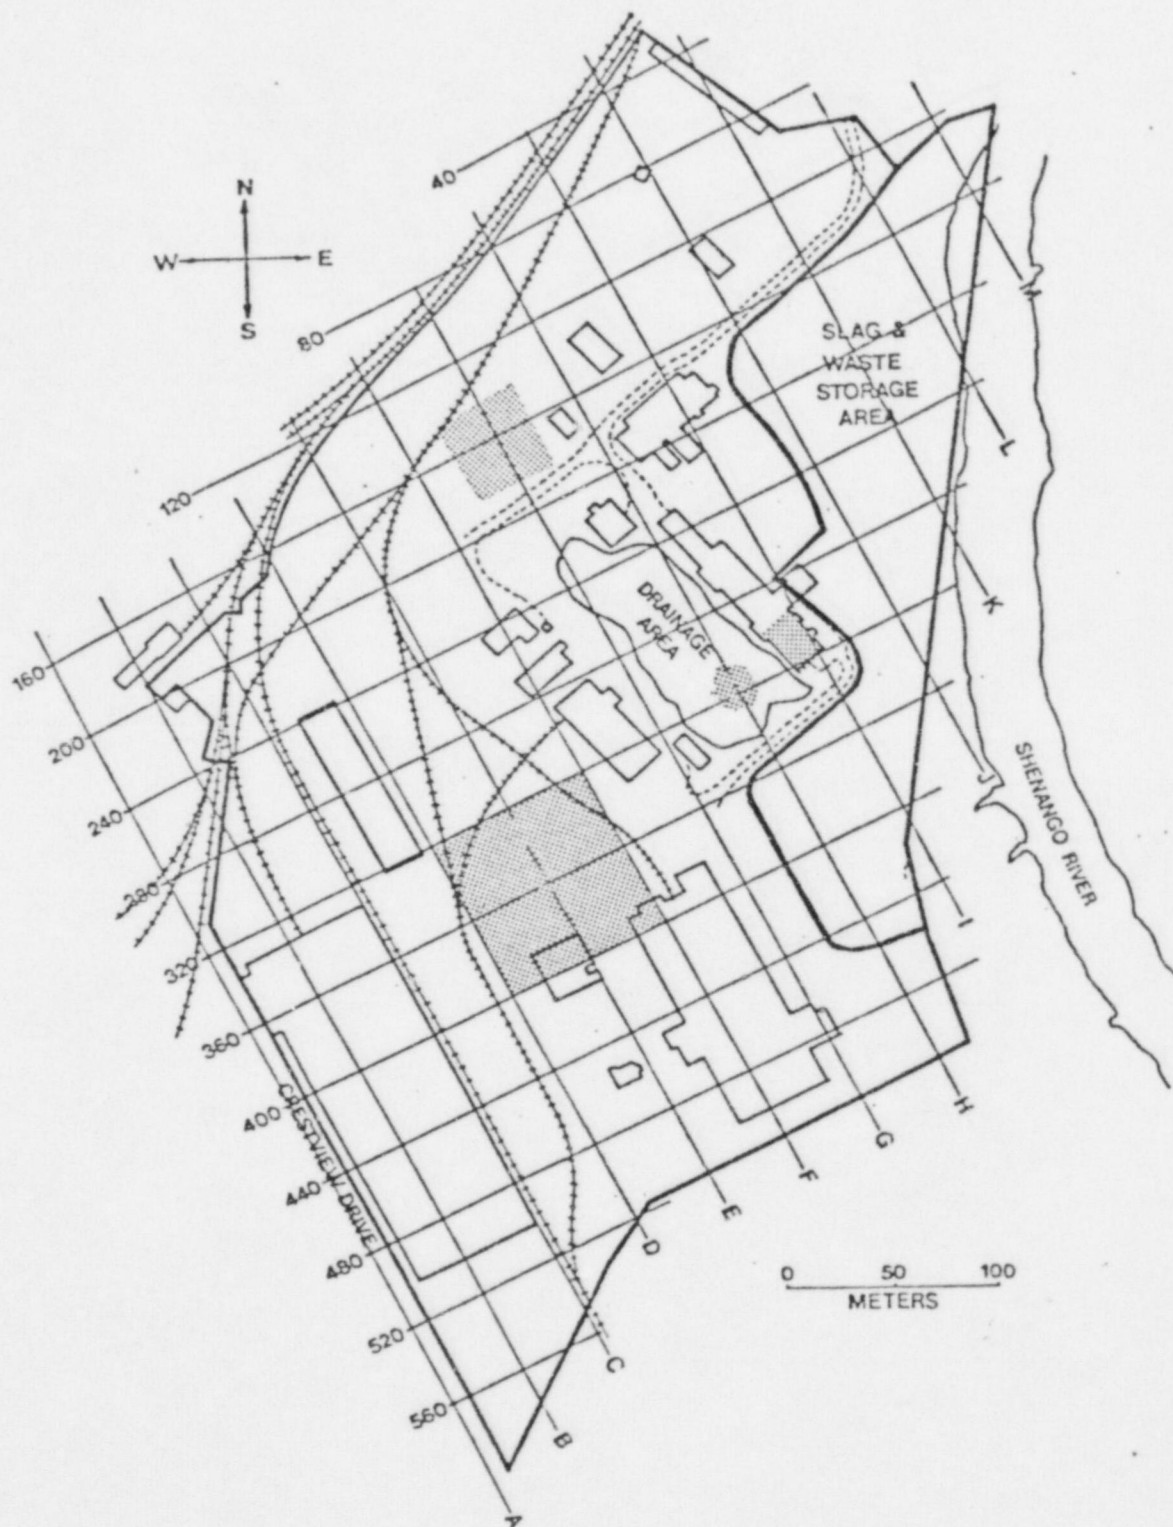 40
N
W E
S
80
M
SLAG &
WASTE
STORAGE
AREA
120
L
DRAINAGE
AREA
K
160
200
J
SHENANGO RIVER
240
280
320
I
360
CRESTVIEW DRIVE
400
H
G
440
F
E
480
D
0 50 100
METERS
520
C
560
B
A